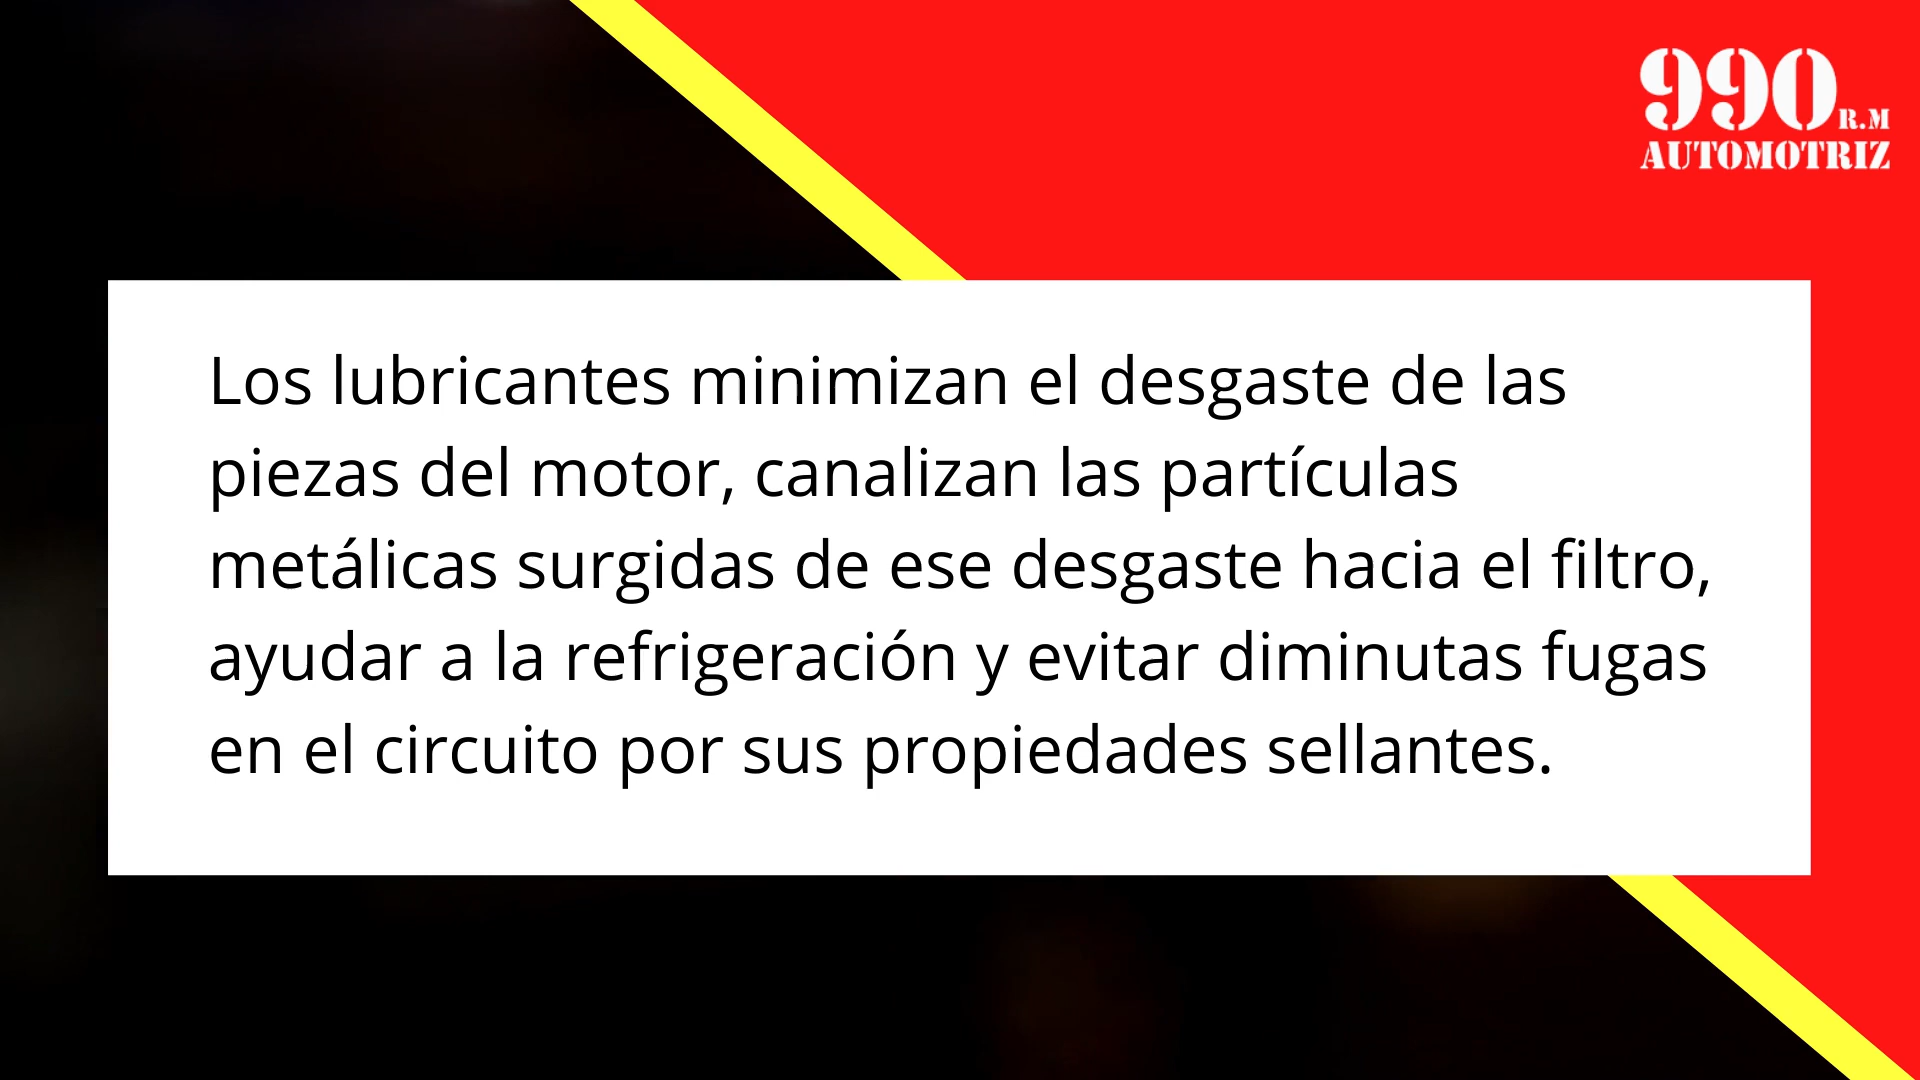 990 R.M
AUTOMOTRIZ
Los lubricantes minimizan el desgaste de las
piezas del motor, canalizan las partículas
metálicas surgidas de ese desgaste hacia el filtro,
ayudar a la refrigeración y evitar diminutas fugas
en el circuito por sus propiedades sellantes.